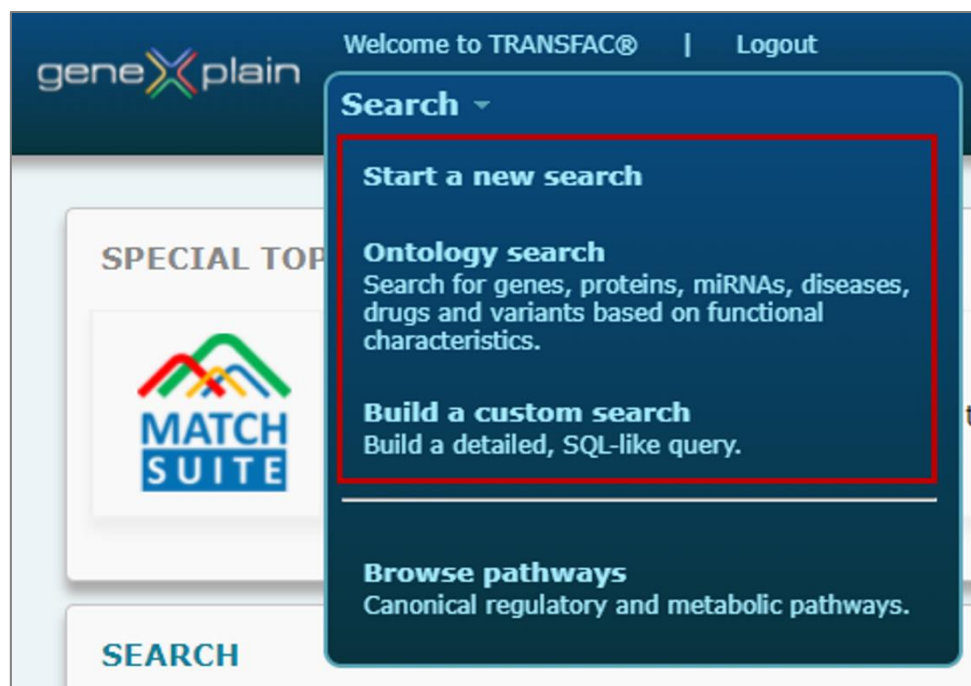 geneXplain
Welcome to TRANSFAC® | Logout
Search
Start a new search
SPECIAL TOP
Ontology search
Search for genes, proteins, miRNAs, diseases,
drugs and variants based on functional
characteristics.
MATCH
SUITE
Build a custom search
Build a detailed, SQL-like query.
t
Browse pathways
Canonical regulatory and metabolic pathways.
SEARCH